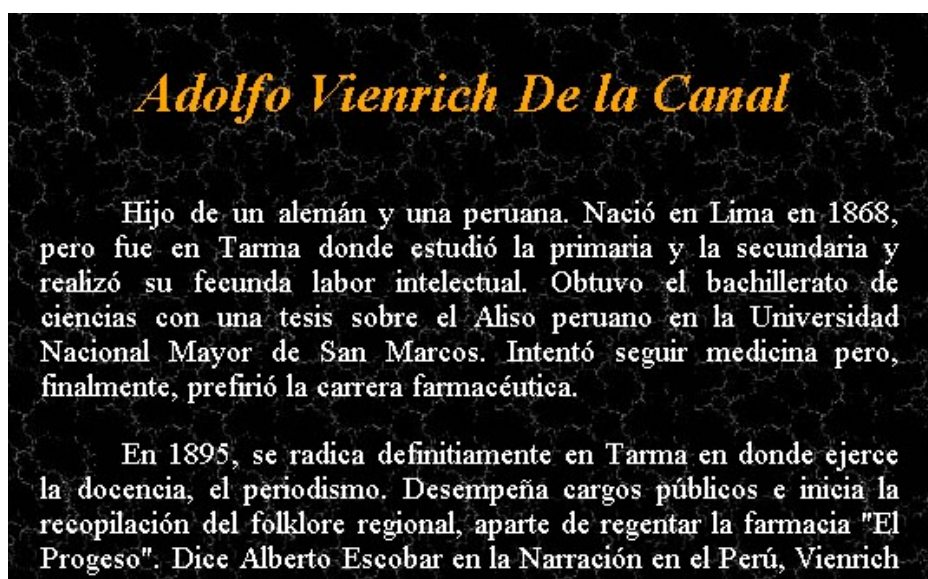 Adolfo Vienrich De la Canal
Hijo de un alemán y una peruana. Nació en Lima en 1868,
pero fue en Tarma donde estudió la primaria y la secundaria y
realizó su fecunda labor intelectual. Obtuvo el bachillerato de
ciencias con una tesis sobre el Aliso peruano en la Universidad
Nacional Mayor de San Marcos. Intentó seguir medicina pero,
finalmente, prefirió la carrera farmacéutica.
En 1895, se radica definitiamente en Tarma en donde ejerce
la docencia, el periodismo. Desempeña cargos públicos e inicia la
recopilación del folklore regional, aparte de regentar la farmacia "El
Progeso". Dice Alberto Escobar en la Narración en el Perú, Vienrich